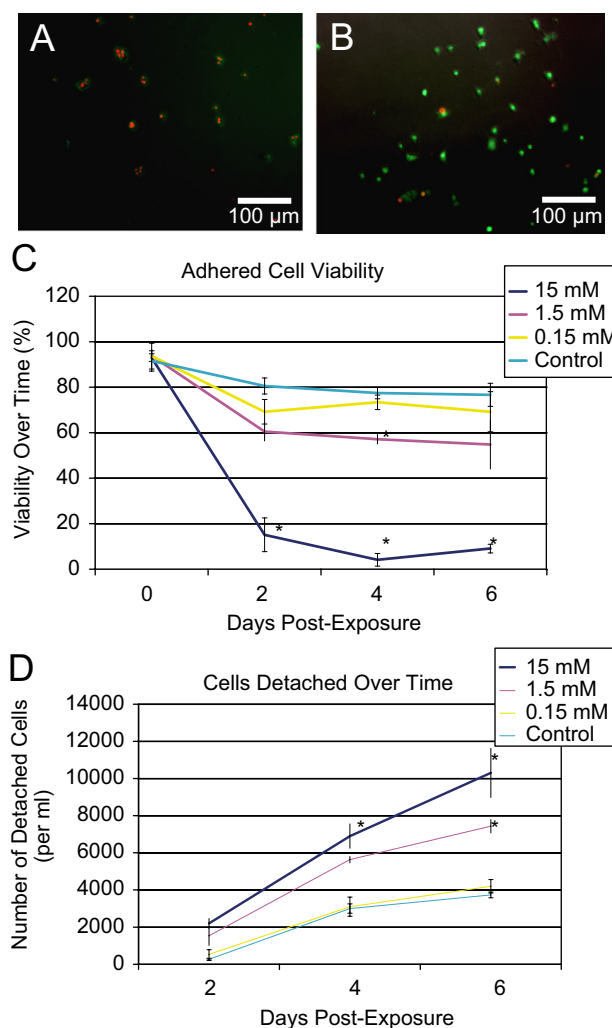 A
B
100 µm
100 µm
C
Adhered Cell Viability
15 mM
1.5 mM
0.15 mM
Control
Viability Over Time (%)
120
100
80
60
40
20
0
*
*
*
*
0 2 4 6
Days Post-Exposure
D
Cells Detached Over Time
15 mM
1.5 mM
0.15 mM
Control
Number of Detached Cells
(per ml)
14000
12000
10000
8000
6000
4000
2000
0
*
*
*
2 4 6
Days Post-Exposure